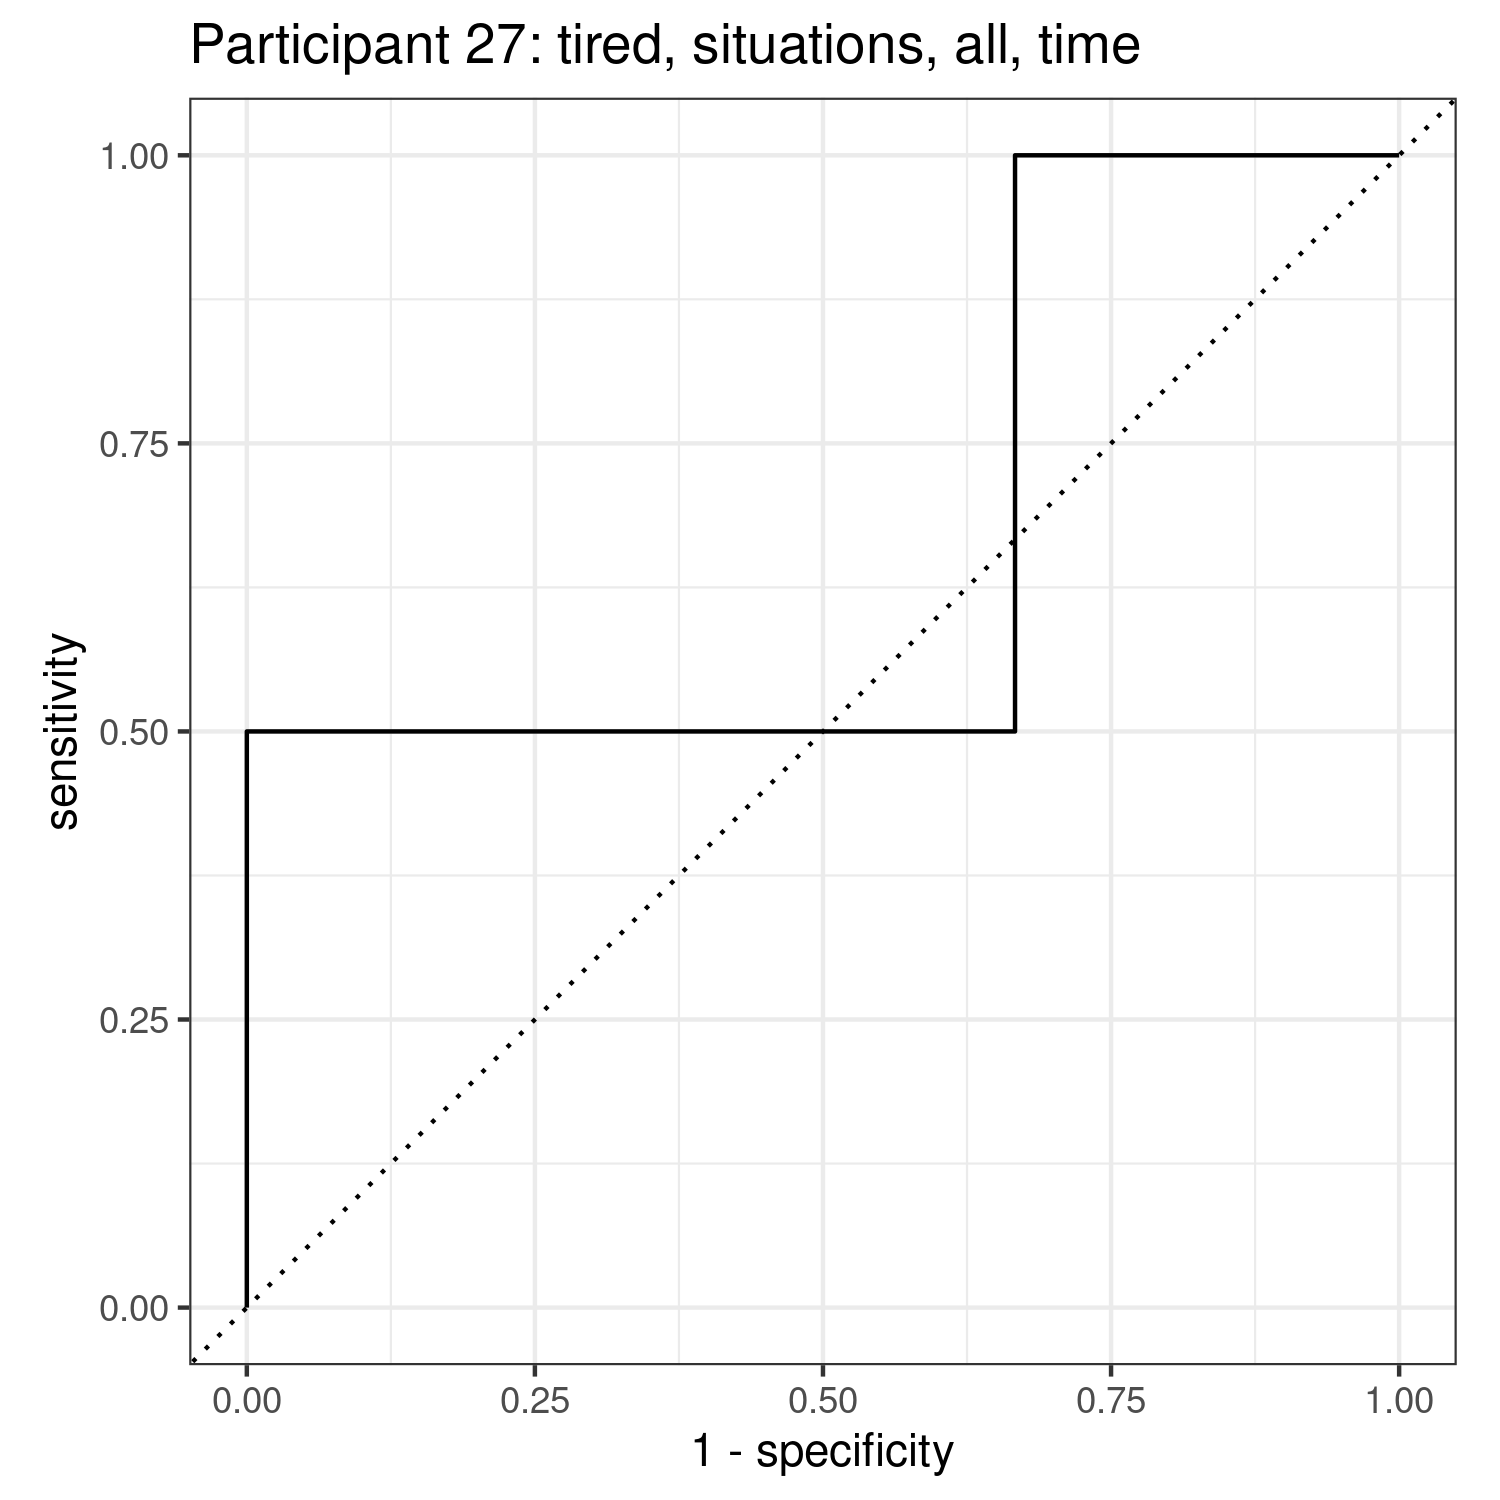 Participant 27: tired, situations, all, time
1.00
0.75
0.50
0.25
0.00
sensitivity
0.00 0.25 0.50 0.75 1.00
1 - specificity